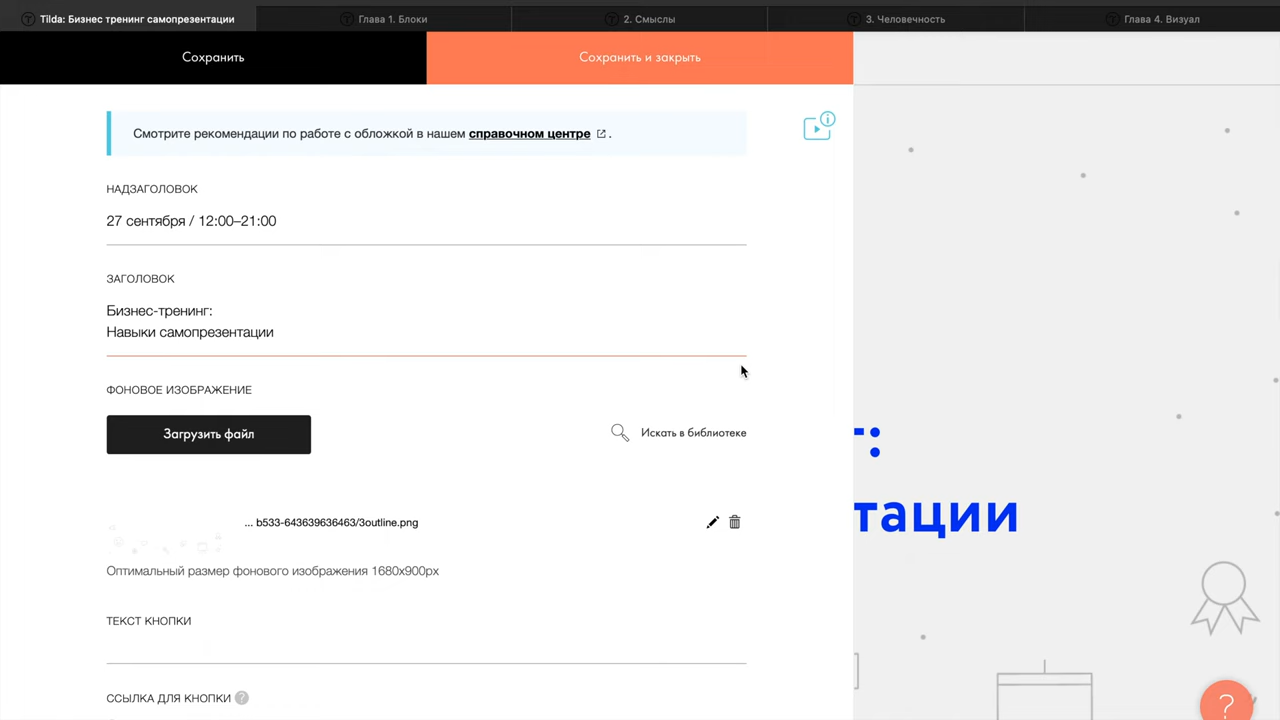 Tilda: Бизнес тренинг самопрезентации
Глава 1. Блоки
2. Смыслы
3. Человечность
Глава 4. Визуал
Сохранить
Сохранить и закрыть
Смотрите рекомендации по работе с обложкой в нашем справочном центре .
НАДЗАГОЛОВОК
27 сентября / 12:00–21:00
ЗАГОЛОВОК
Бизнес-тренинг:
Навыки самопрезентации
ФОНОВОЕ ИЗОБРАЖЕНИЕ
Загрузить файл
Искать в библиотеке
:
тации
... b533-643639636463/3outline.png
Оптимальный размер фонового изображения 1680x900px
ТЕКСТ КНОПКИ
ССЫЛКА ДЛЯ КНОПКИ ?
?